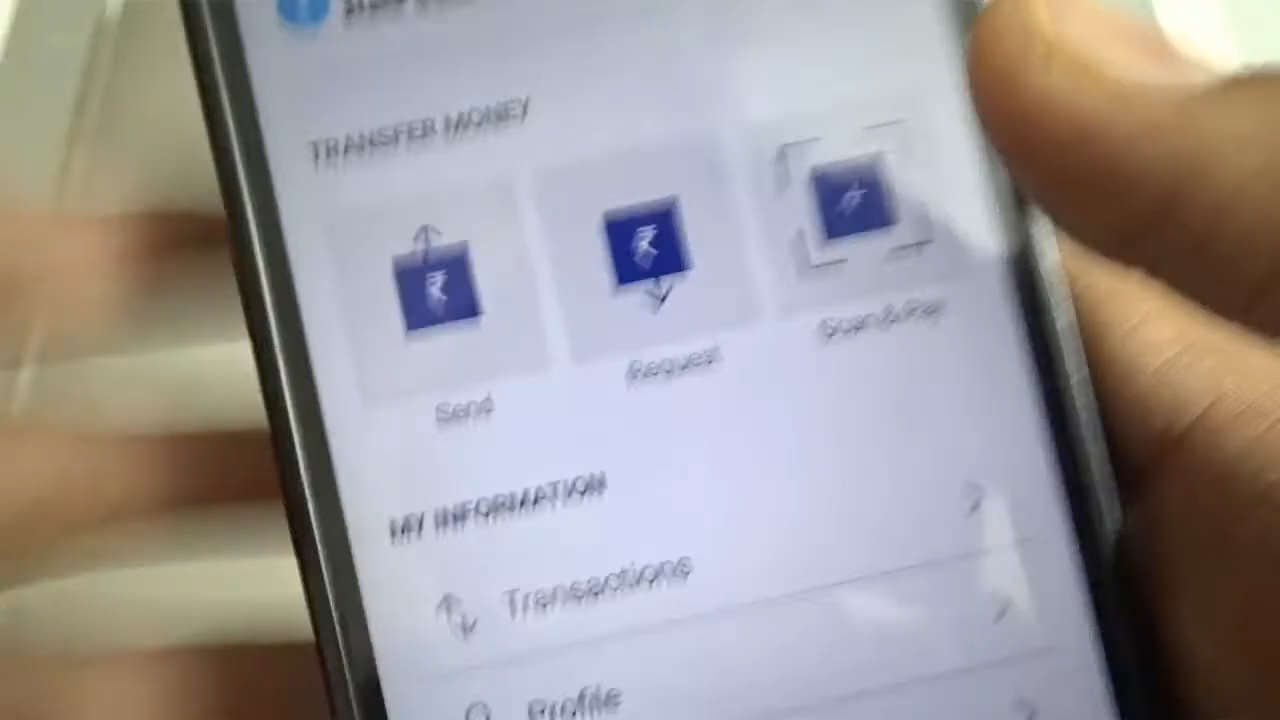 TRANSFER MONEY
₹
₹
Send
Request
Scan & Pay
MY INFORMATION
Transactions
Profile